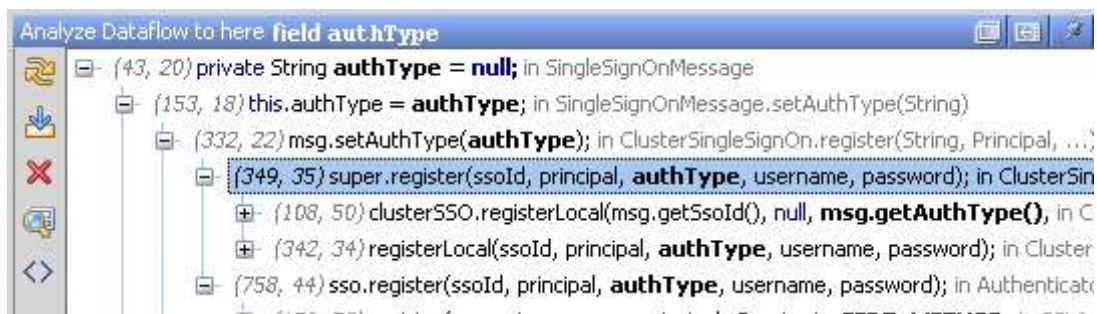 Analyze Dataflow to here field authType
(43, 20) private String authType = null; in SingleSignOnMessage
(153, 18) this.authType = authType; in SingleSignOnMessage.setAuthType(String)
(332, 22) msg.setAuthType(authType); in ClusterSingleSignOn.register(String, Principal, ...)
(349, 35) super.register(ssoId, principal, authType, username, password); in ClusterSin
(108, 50) clusterSSO.registerLocal(msg.getSsoId(), null, msg.getAuthType(), in C
(342, 34) registerLocal(ssoId, principal, authType, username, password); in Cluster
(758, 44) sso.register(ssoId, principal, authType, username, password); in Authenticato